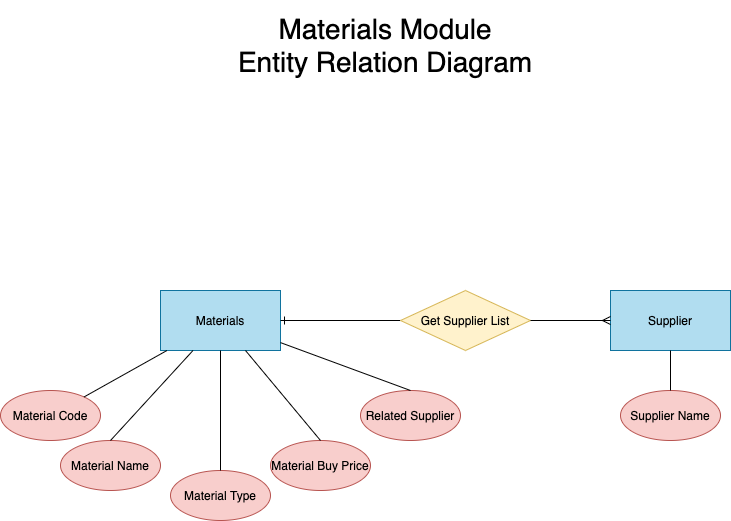 Materials Module
Entity Relation Diagram
Materials
Get Supplier List
Supplier
Material Code
Related Supplier
Supplier Name
Material Name
Material Buy Price
Material Type